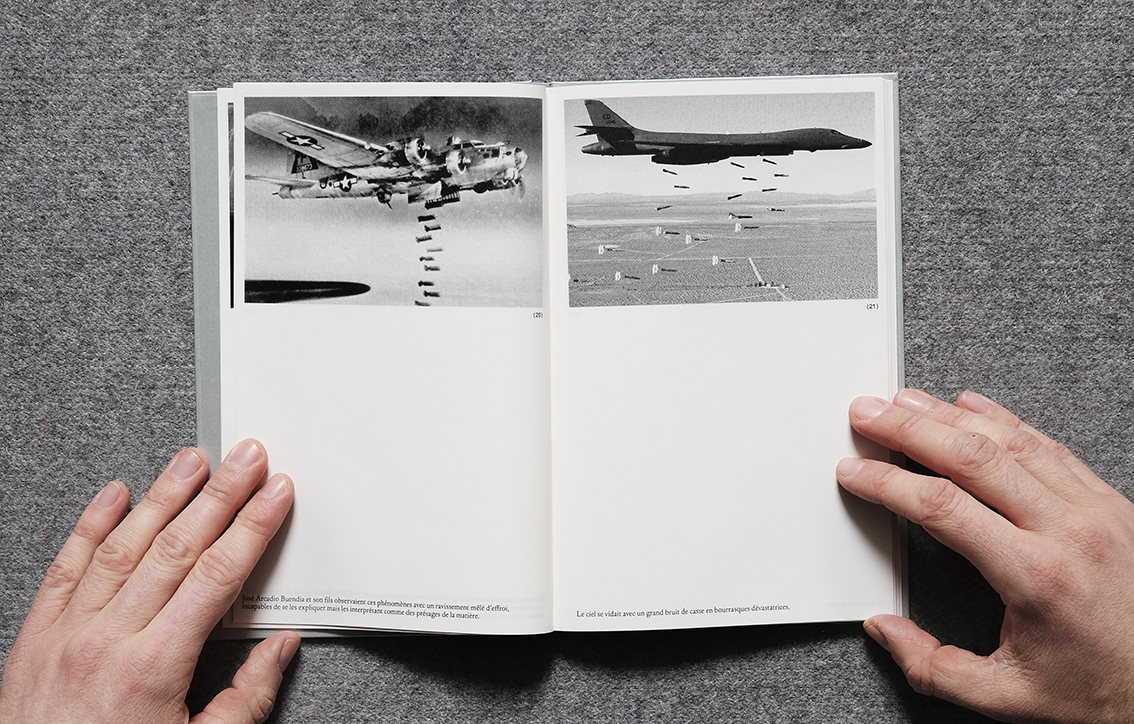 (20)
José Arcadio Buendia et son fils observaient ces phénomènes avec un ravissement mêlé d'effroi,
incapables de se les expliquer mais les interprétant comme des présages de la matière.
ED
(21)
Le ciel se vidait avec un grand bruit de casse en bourrasques dévastatrices.